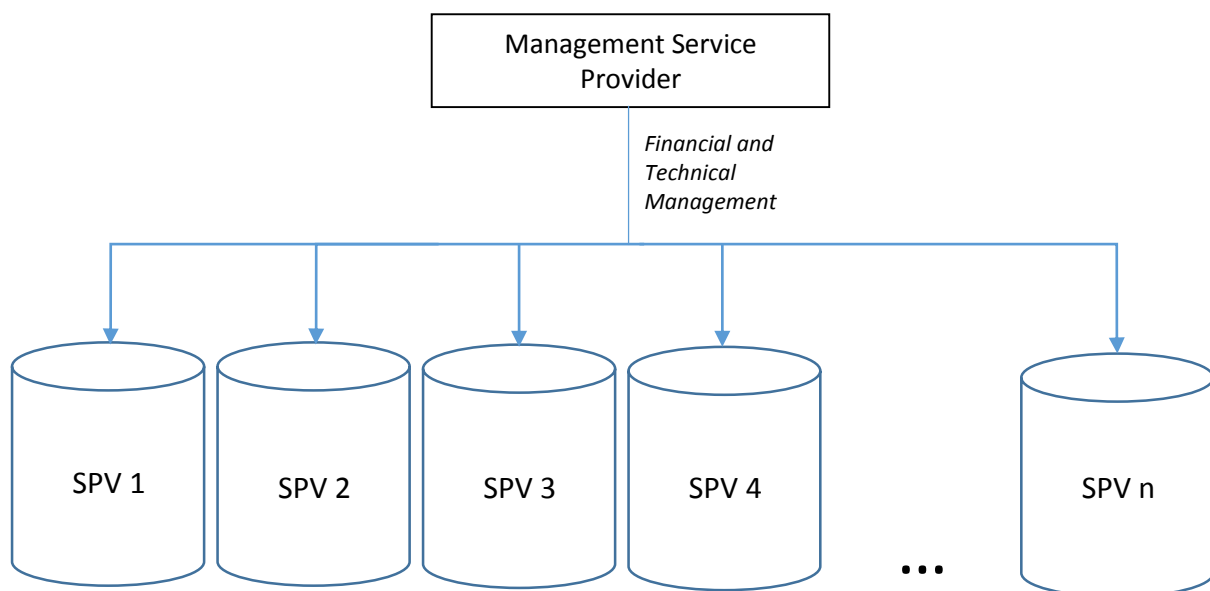 Management Service
Provider
Financial and
Technical
Management
SPV 1
SPV 2
SPV 3
SPV 4
SPV n
...